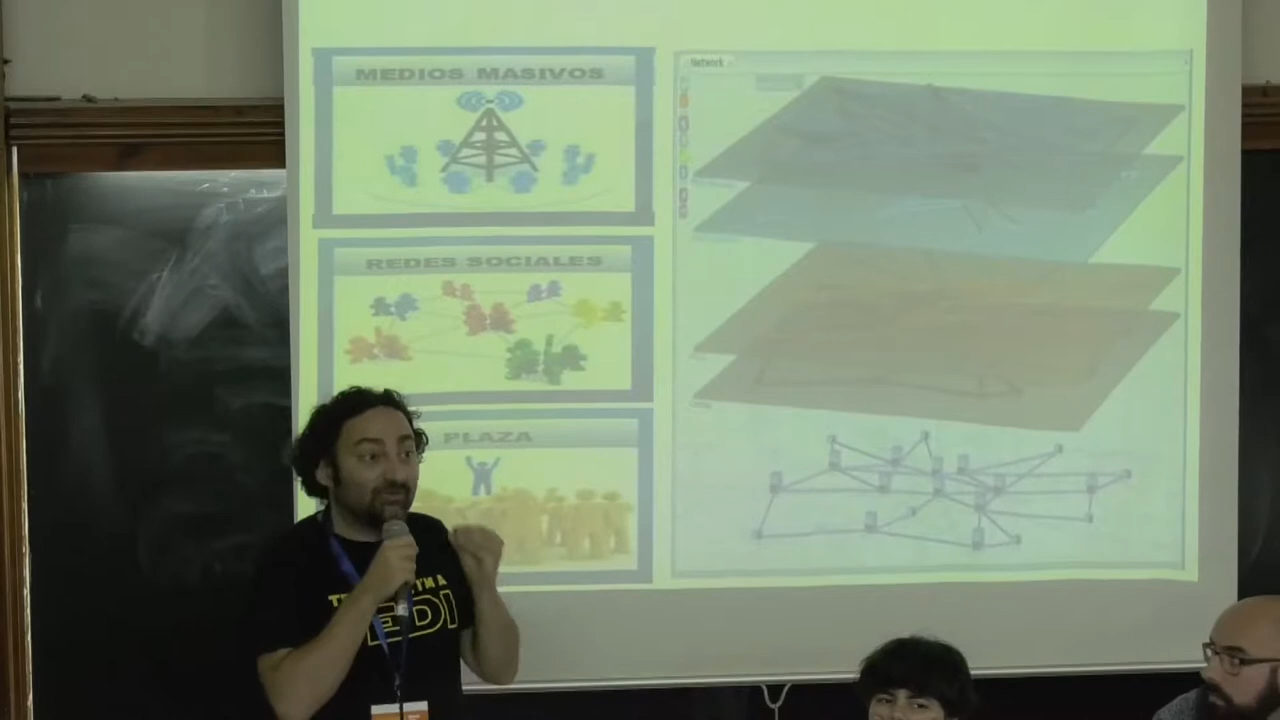 MEDIOS MASIVOS
Network
REDES SOCIALES
PLAZA
I'M A
EDI